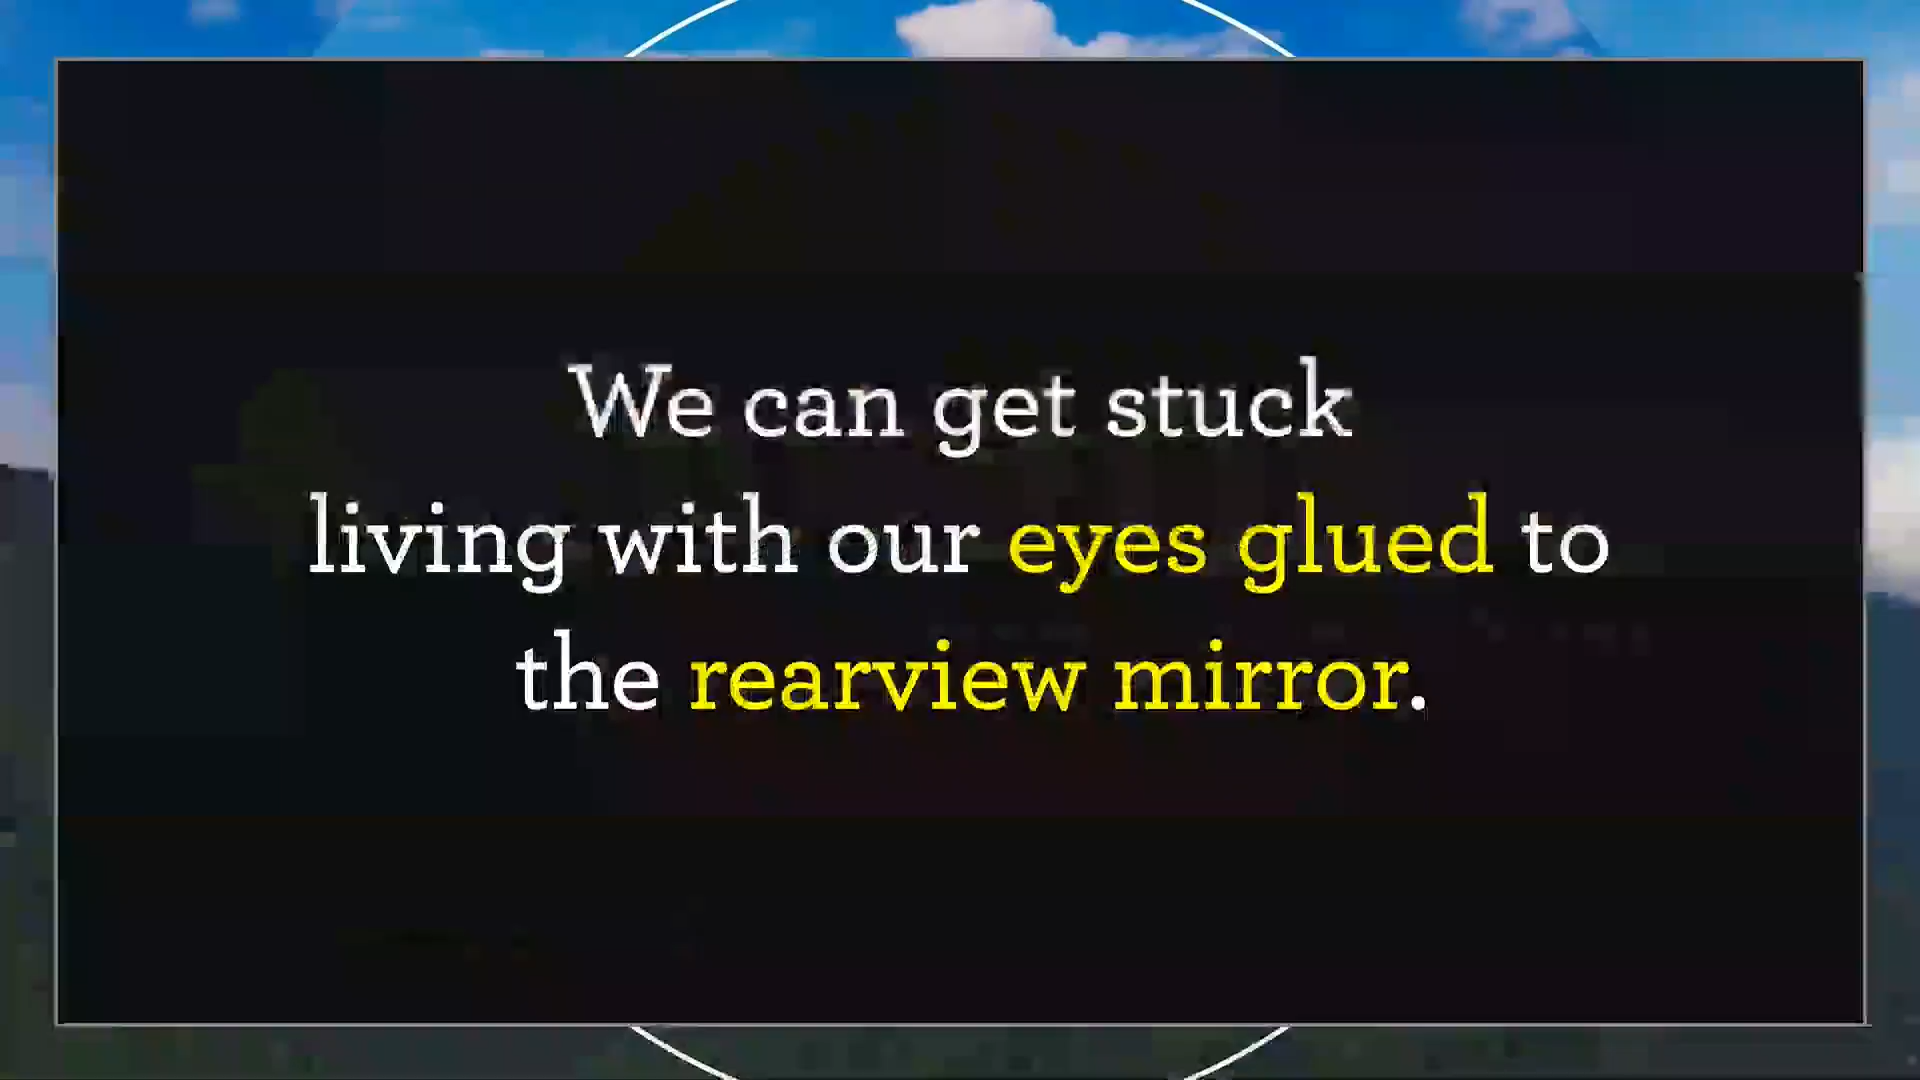 We can get stuck
living with our eyes glued to
the rearview mirror.